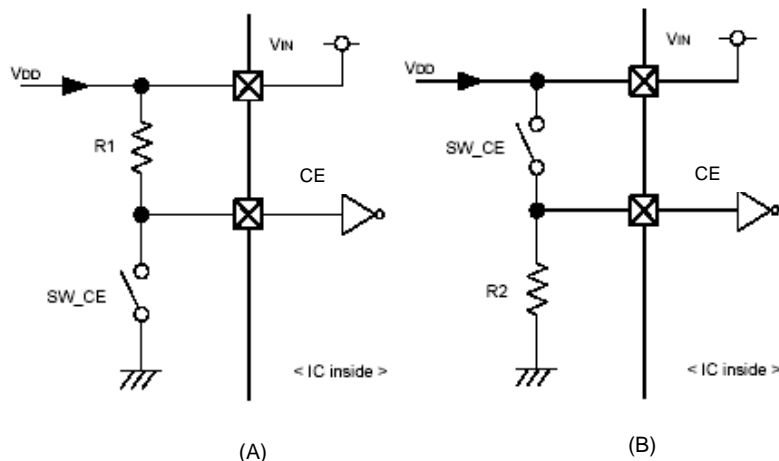 VIN
VDD
R1
CE
SW_CE
< IC inside >
(A)
VIN
VDD
SW_CE
CE
R2
< IC inside >
(B)